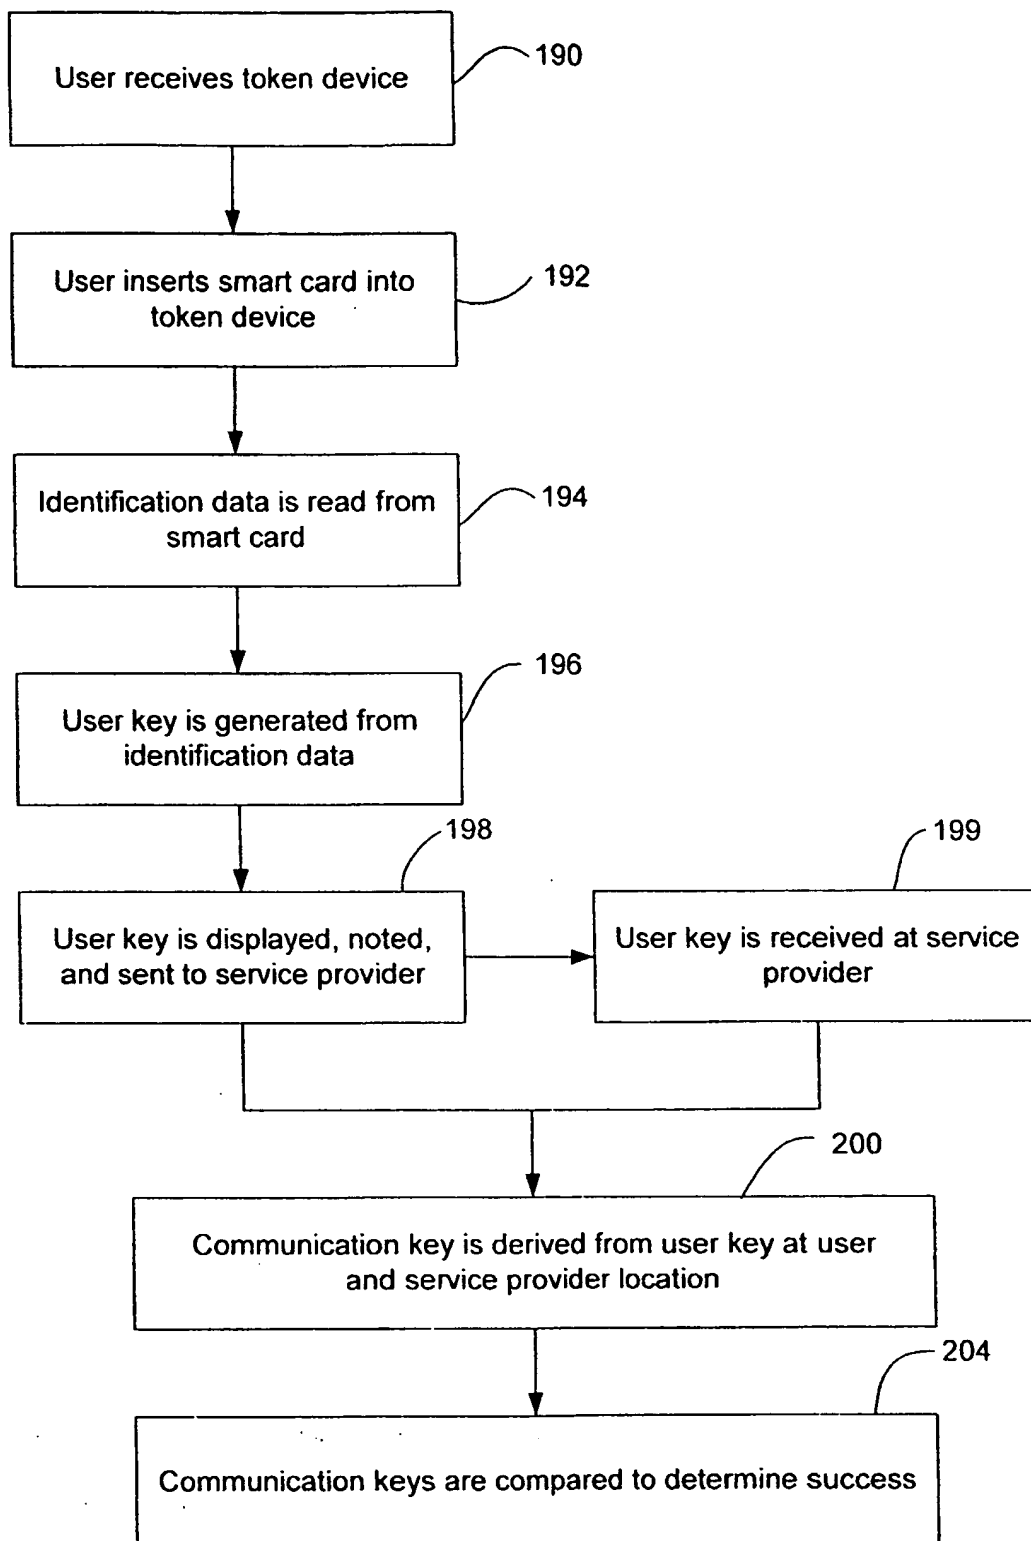 User receives token device
190
User inserts smart card into
token device
192
Identification data is read from
smart card
194
User key is generated from
identification data
196
198
User key is displayed, noted,
and sent to service provider
199
User key is received at service
provider
200
Communication key is derived from user key at user
and service provider location
204
Communication keys are compared to determine success